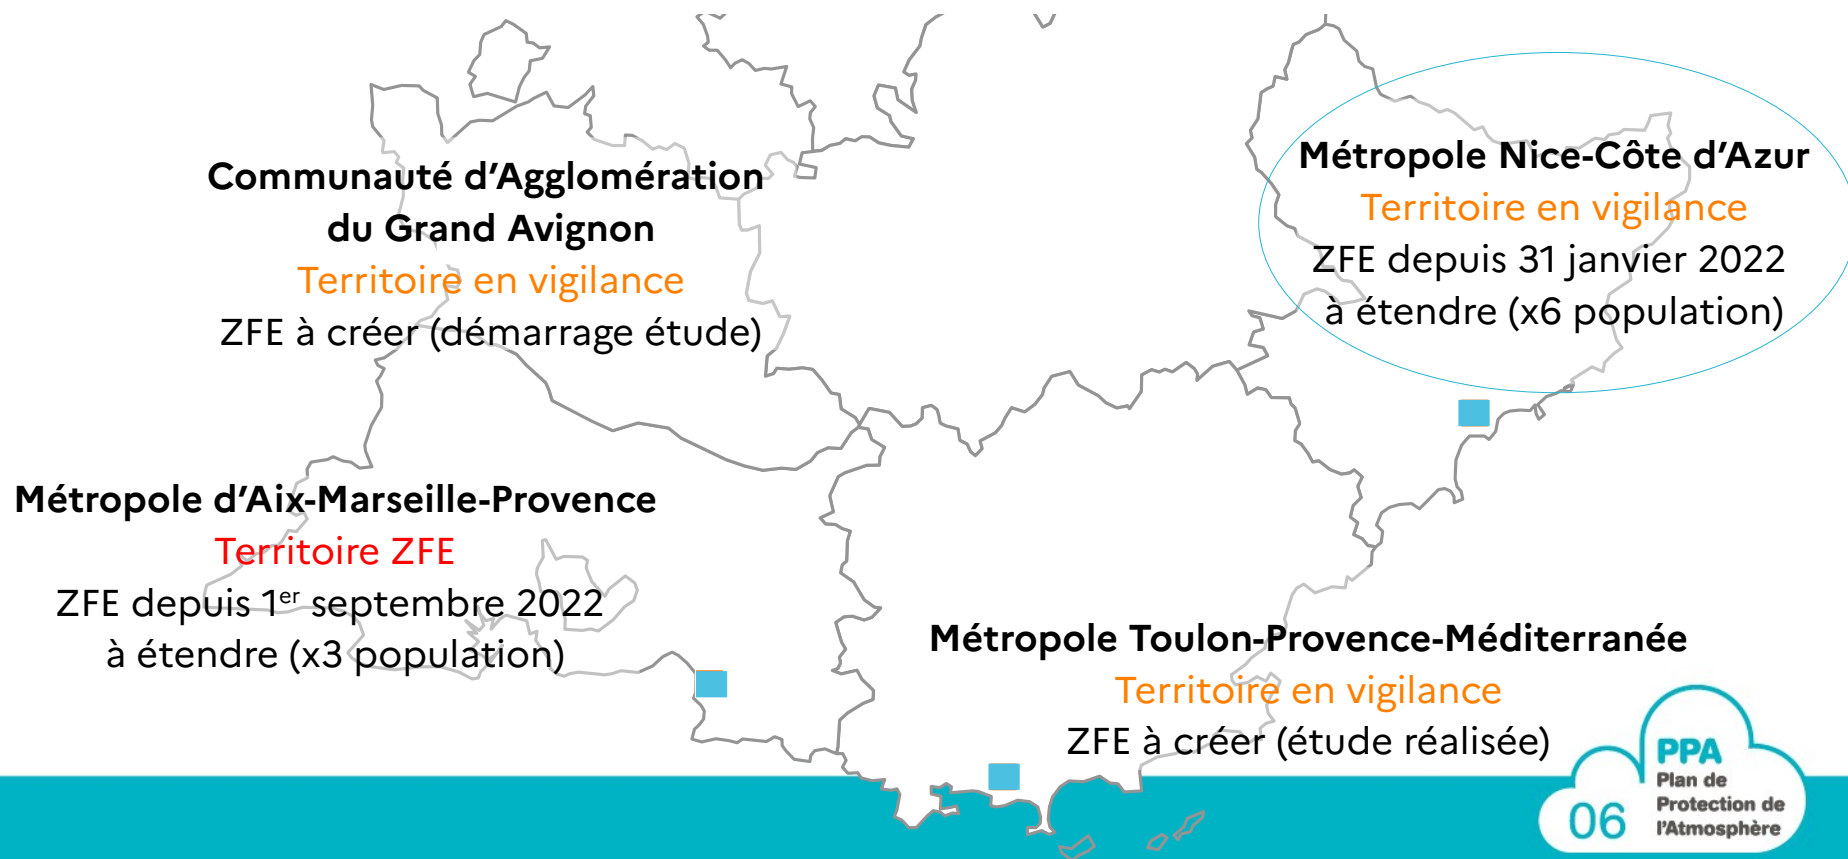 Communauté d'Agglomération
du Grand Avignon
Territoire en vigilance
ZFE à créer (démarrage étude)
Métropole Nice-Côte d'Azur
Territoire en vigilance
ZFE depuis 31 janvier 2022
à étendre (x6 population)
Métropole d'Aix-Marseille-Provence
Territoire ZFE
ZFE depuis 1er septembre 2022
à étendre (x3 population)
Métropole Toulon-Provence-Méditerranée
Territoire en vigilance
ZFE à créer (étude réalisée)
PPA
Plan de
Protection de
l'Atmosphère
06